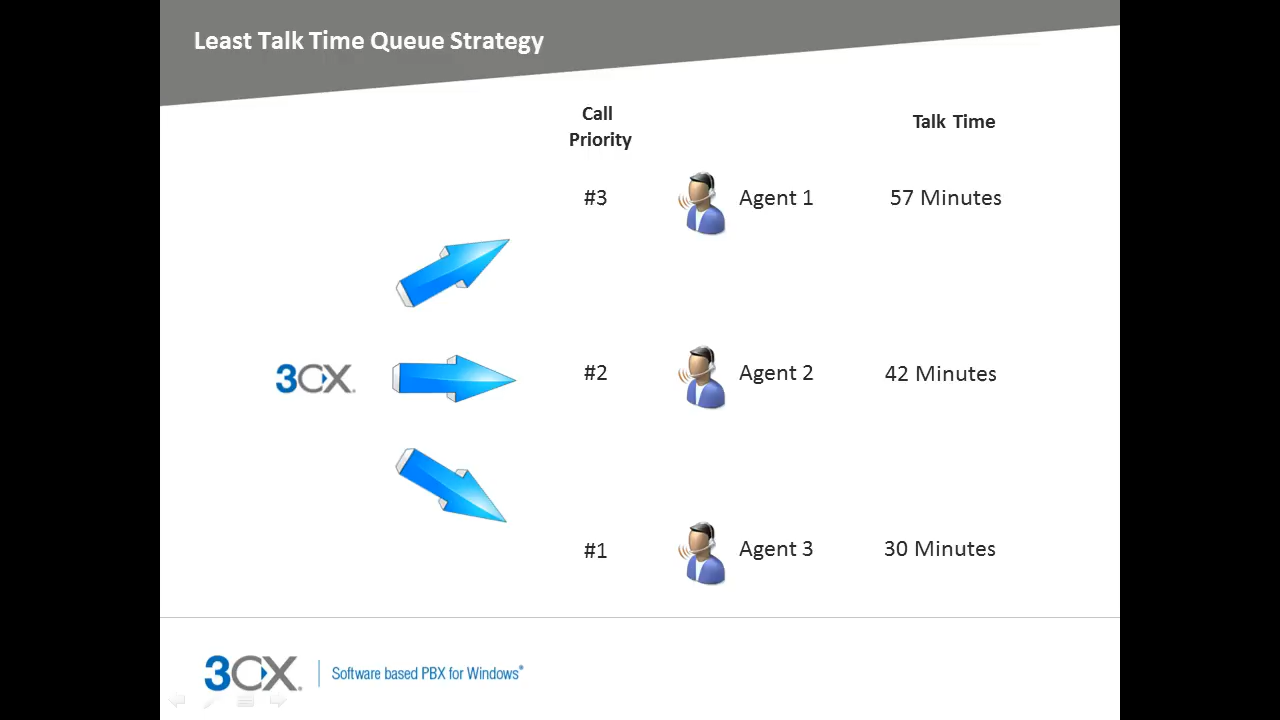 Least Talk Time Queue Strategy
Call
Priority
Talk Time
#3 Agent 1 57 Minutes
3CX® #2 Agent 2 42 Minutes
#1 Agent 3 30 Minutes
3CX® Software based PBX for Windows®